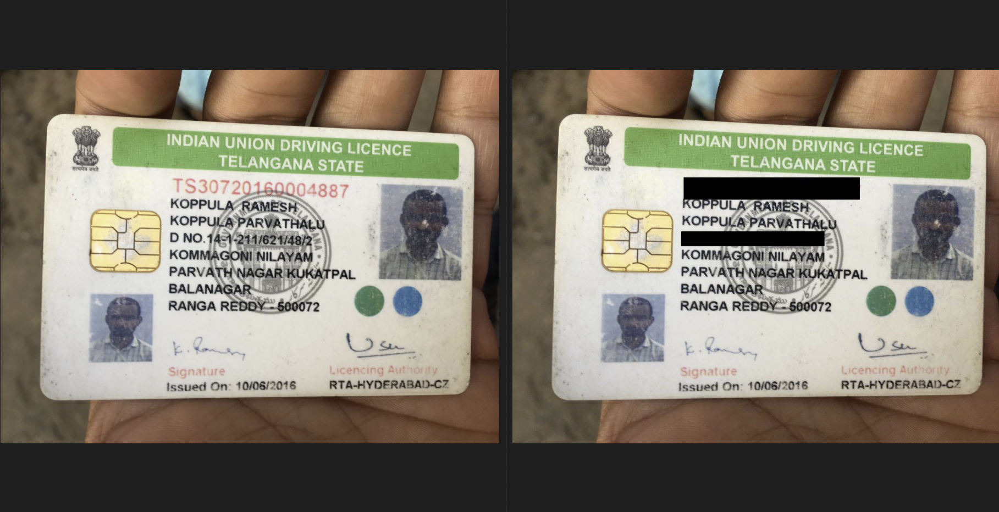 सत्यमेव जयते
INDIAN UNION DRIVING LICENCE
TELANGANA STATE
TS30720160004887
KOPPULA RAMESH
KOPPULA PARVATHALU
D NO.14-1-211/621/48/2
KOMMAGONI NILAYAM
PARVATH NAGAR KUKATPAL
BALANAGAR
RANGA REDDY - 500072
K. Ramesh
Signature
Licencing Authority
Issued On: 10/06/2016
RTA-HYDERABAD-CZ
सत्यमेव जयते
INDIAN UNION DRIVING LICENCE
TELANGANA STATE
KOPPULA RAMESH
KOPPULA PARVATHALU
KOMMAGONI NILAYAM
PARVATH NAGAR KUKATPAL
BALANAGAR
RANGA REDDY - 500072
K. Ramesh
Signature
Licencing Authority
Issued On: 10/06/2016
RTA-HYDERABAD-CZ